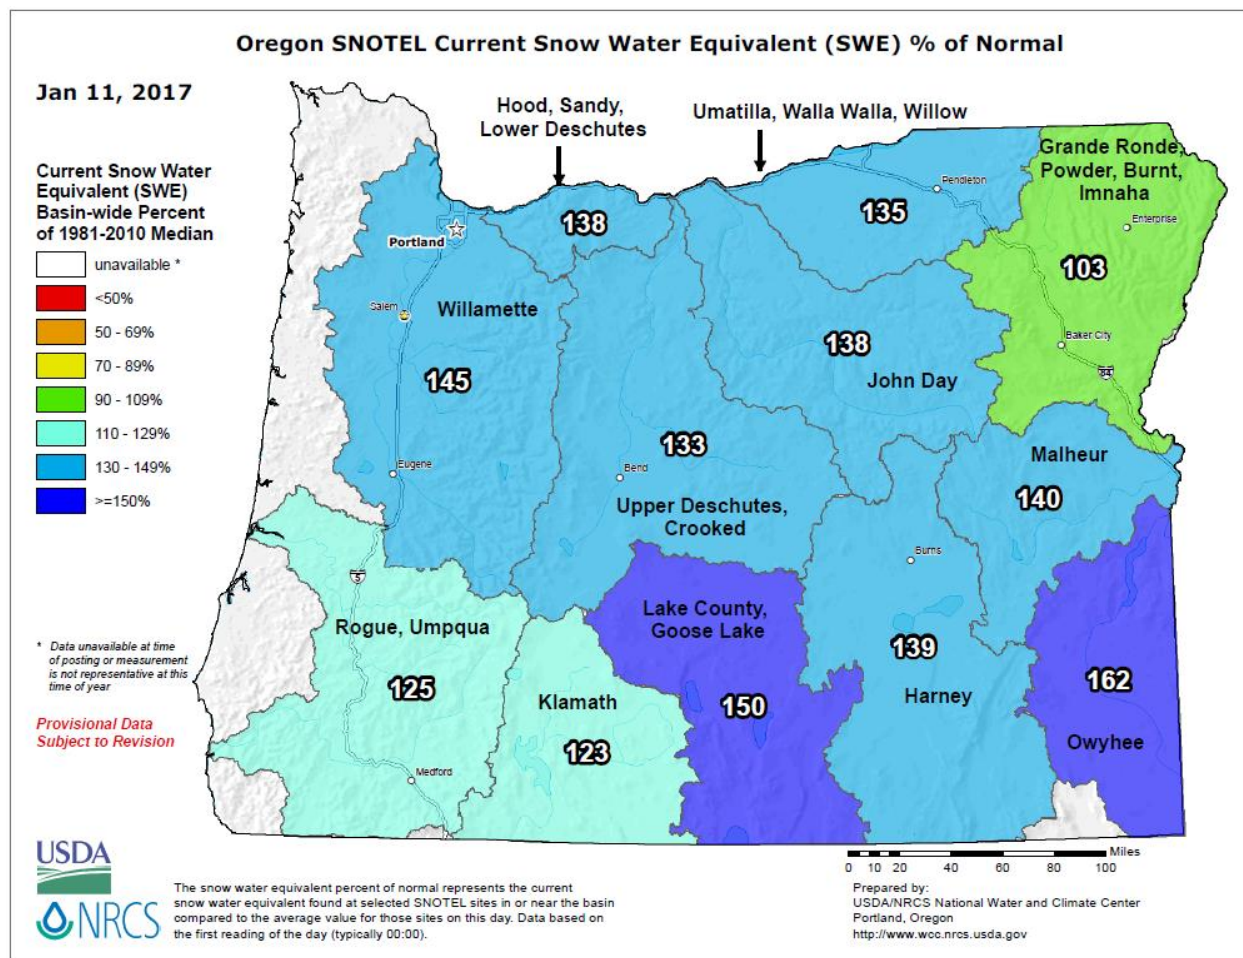 Oregon SNOTEL Current Snow Water Equivalent (SWE) % of Normal
Jan 11, 2017
Current Snow Water
Equivalent (SWE)
Basin-wide Percent
of 1981-2010 Median
unavailable *
<50%
50 - 69%
70 - 89%
90 - 109%
110 - 129%
130 - 149%
>=150%
Hood, Sandy,
Lower Deschutes
Umatilla, Walla Walla, Willow
Grande Ronde,
Powder, Burnt,
Imnaha
Pendleton
Enterprise
138
135
103
Portland
Salem
Willamette
145
138
John Day
Baker City
84
133
Eugene
Bend
Upper Deschutes,
Crooked
Malheur
140
Burns
5
Rogue, Umpqua
125
Lake County,
Goose Lake
150
139
Harney
162
Owyhee
Klamath
123
Medford
* Data unavailable at time
of posting or measurement
is not representative at this
time of year
Provisional Data
Subject to Revision
USDA
NRCS
The snow water equivalent percent of normal represents the current
snow water equivalent found at selected SNOTEL sites in or near the basin
compared to the average value for those sites on this day. Data based on
the first reading of the day (typically 00:00).
Miles
0 10 20 40 60 80 100
Prepared by:
USDA/NRCS National Water and Climate Center
Portland, Oregon
http://www.wcc.nrcs.usda.gov